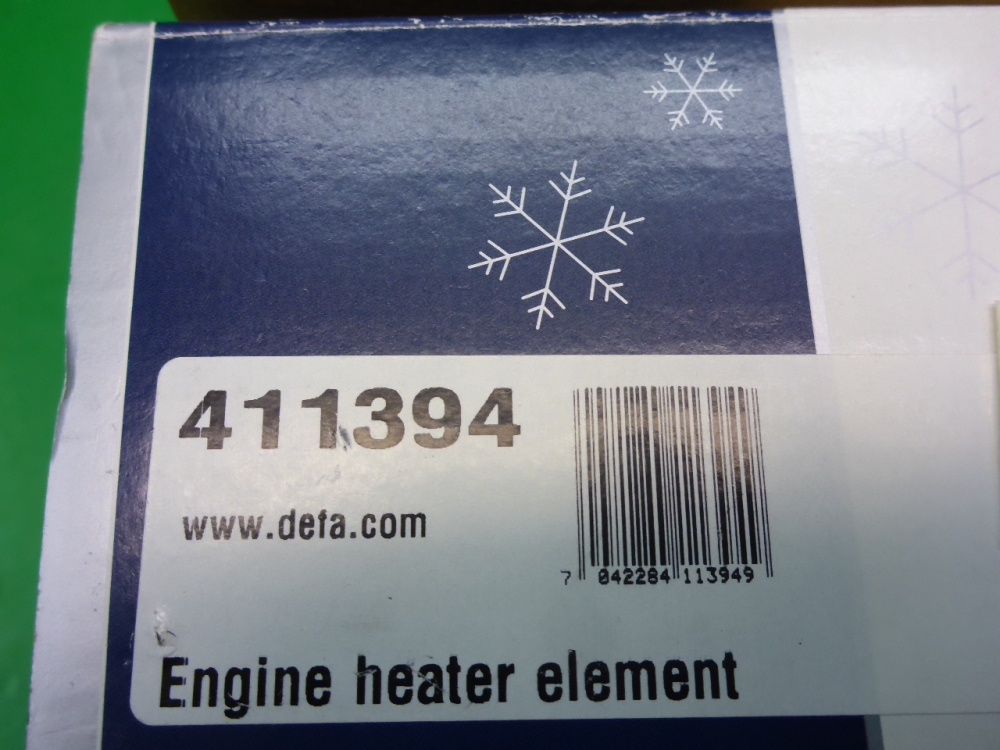 411394
www.defa.com
7 042284 113949
Engine heater element